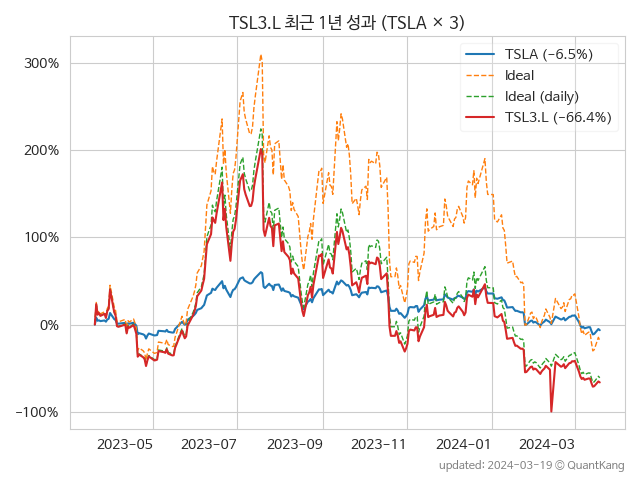 TSL3.L 최근 1년 성과 (TSLA × 3)
TSLA (−6.5%)
Ideal
Ideal (daily)
TSL3.L (−66.4%)
300%
200%
100%
0%
−100%
2023-05 2023-07 2023-09 2023-11 2024-01 2024-03
updated: 2024-03-19 © QuantKang